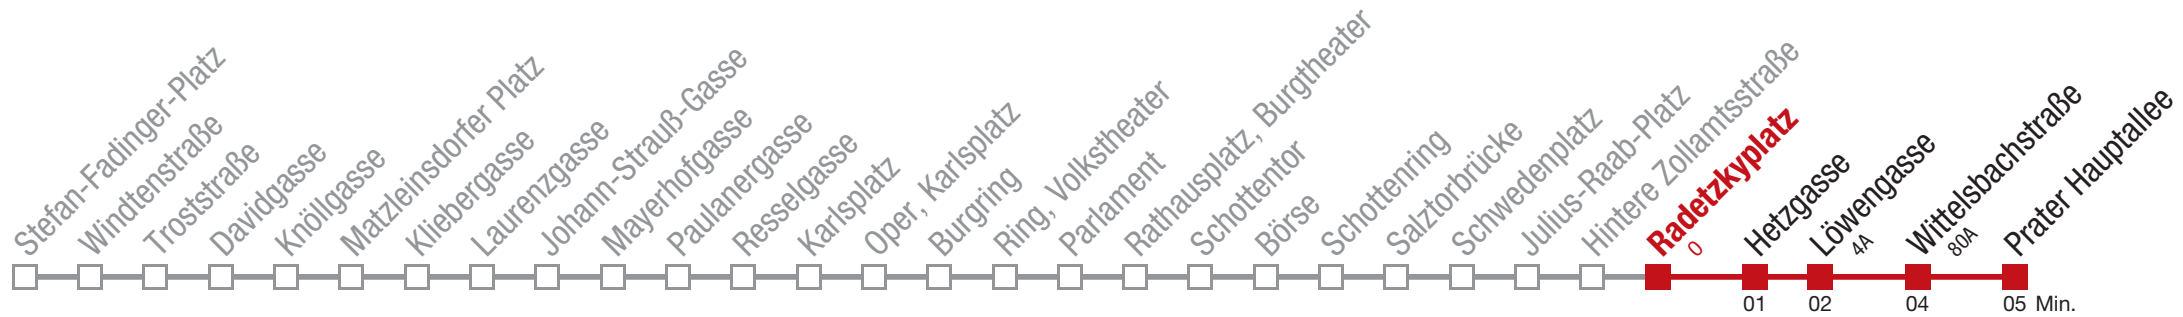 Stefan-Fadinger-Platz
Windtenstraße
Troststraße
Davidgasse
Knöllgasse
Matzleinsdorfer Platz
Kliebergasse
Laurenzgasse
Johann-Strauß-Gasse
Mayerhofgasse
Paulanergasse
Resselgasse
Karlsplatz
Oper, Karlsplatz
Burgring
Ring, Volkstheater
Parlament
Rathausplatz, Burgtheater
Schottentor
Börse
Schottenring
Salztorbrücke
Schwedenplatz
Julius-Raab-Platz
Hintere Zollamtsstraße
Radetzkyplatz
O
Hetzgasse
Löwengasse
4A
Wittelsbachstraße
80A
Prater Hauptallee
01 02 04 05 Min.